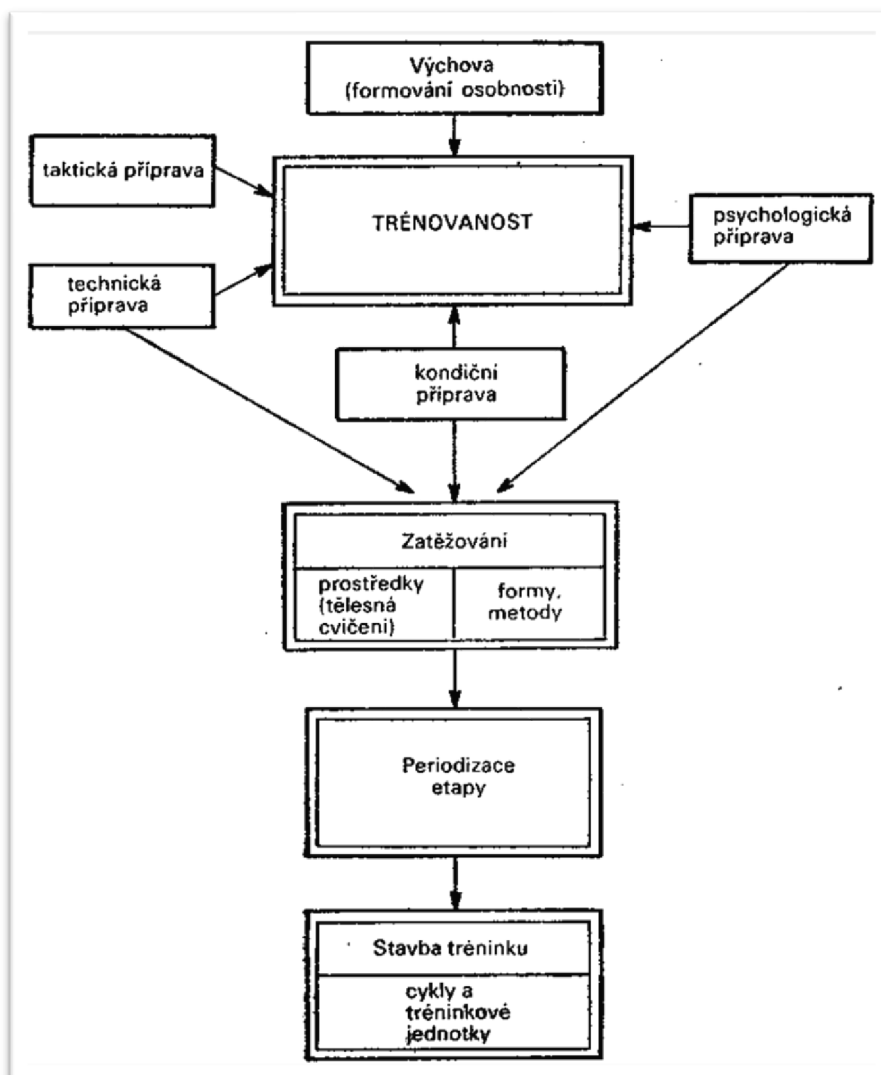 Výchova
(formování osobnosti)
taktická příprava
TRÉNOVANOST
psychologická
příprava
technická
příprava
kondiční
příprava
Zatěžování
prostředky
(tělesná
cvičení)
formy,
metody
Periodizace
etapy
Stavba tréninku
cykly a
tréninkové
jednotky